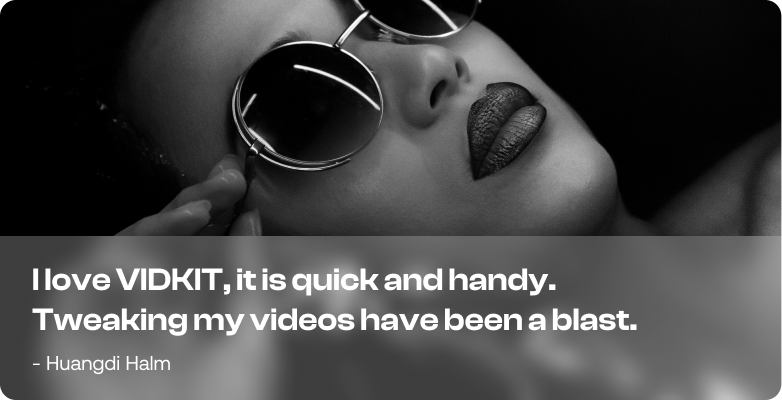 I love VIDKIT, it is quick and handy.
Tweaking my videos have been a blast.
- Huangdi Halm